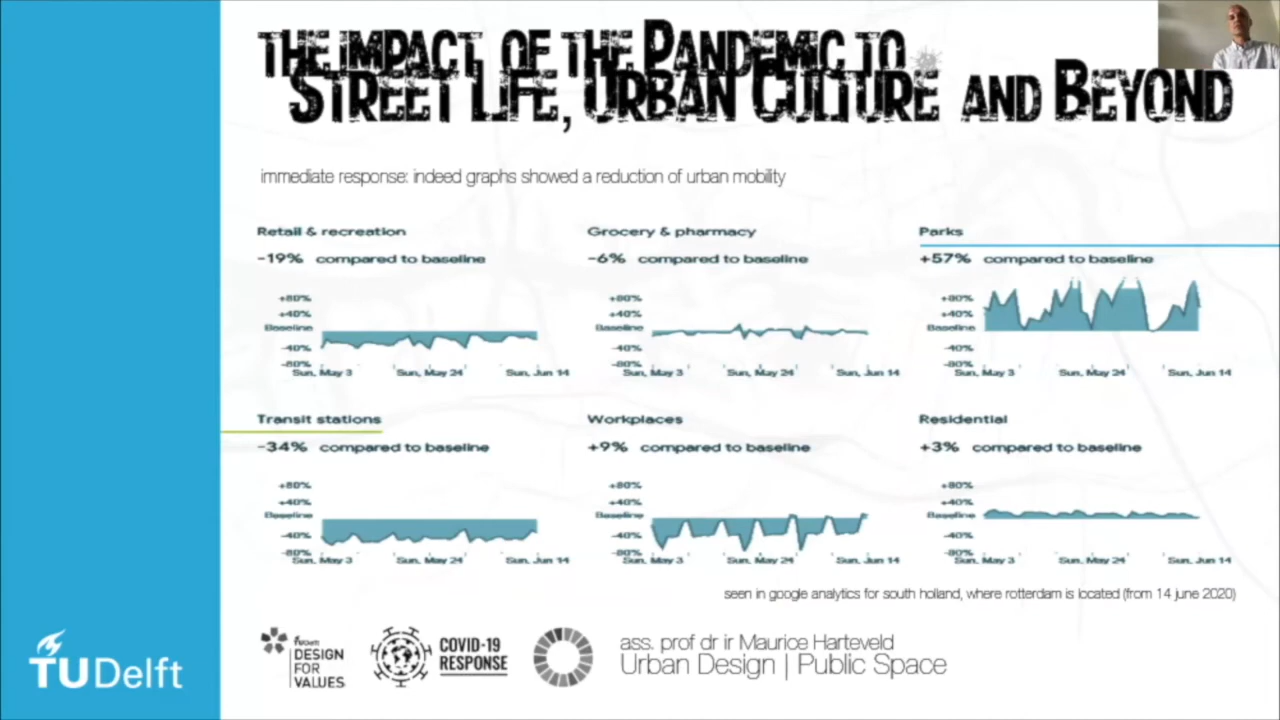 THE IMPACT OF THE PANDEMIC TO
STREET LIFE, URBAN CULTURE AND BEYOND
immediate response: indeed graphs showed a reduction of urban mobility
Retail & recreation
-19% compared to baseline
+80%
+40%
Baseline
-40%
-80%
Sun, May 3 Sun, May 24 Sun, Jun 14
Grocery & pharmacy
-6% compared to baseline
+80%
+40%
Baseline
-40%
-80%
Sun, May 3 Sun, May 24 Sun, Jun 14
Parks
+57% compared to baseline
+80%
+40%
Baseline
-40%
-80%
Sun, May 3 Sun, May 24 Sun, Jun 14
Transit stations
-34% compared to baseline
+80%
+40%
Baseline
-40%
-80%
Sun, May 3 Sun, May 24 Sun, Jun 14
Workplaces
+9% compared to baseline
+80%
+40%
Baseline
-40%
-80%
Sun, May 3 Sun, May 24 Sun, Jun 14
Residential
+3% compared to baseline
+80%
+40%
Baseline
-40%
-80%
Sun, May 3 Sun, May 24 Sun, Jun 14
seen in google analytics for south holland, where rotterdam is located (from 14 june 2020)
TU Delft
TU Delft
DESIGN
FOR
VALUES
COVID-19
RESPONSE
ass. prof dr ir Maurice Harteveld
Urban Design | Public Space